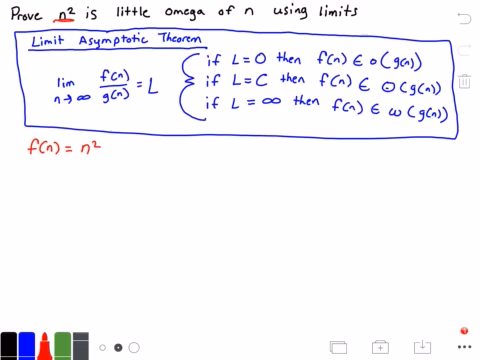 Prove n² is little omega of n using limits
Limit Asymptotic Theorem
lim n→∞ f(n)/g(n) = L
if L = 0 then f(n) ∈ o(g(n))
if L = C then f(n) ∈ Θ(g(n))
if L = ∞ then f(n) ∈ ω(g(n))
f(n) = n²